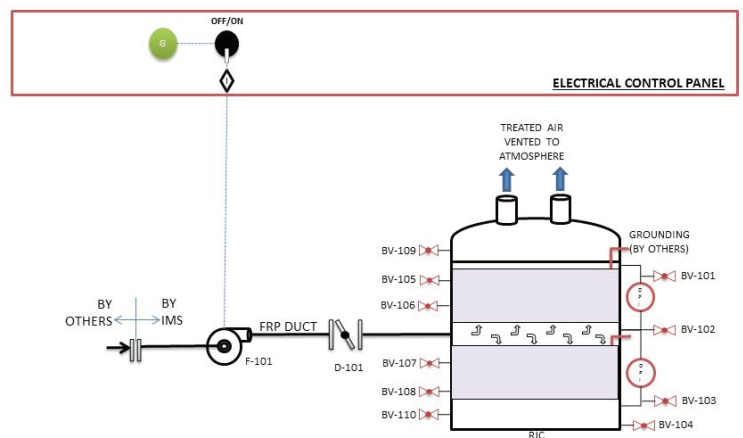 OFF/ON
G
I
ELECTRICAL CONTROL PANEL
TREATED AIR
VENTED TO
ATMOSPHERE
GROUNDING
(BY OTHERS)
BV-109
BV-105
BV-101
D P I
BV-106
BY
OTHERS
BY
IMS
FRP DUCT
BV-102
F-101
D-101
BV-107
D P I
BV-108
BV-103
BV-110
BV-104
RJC